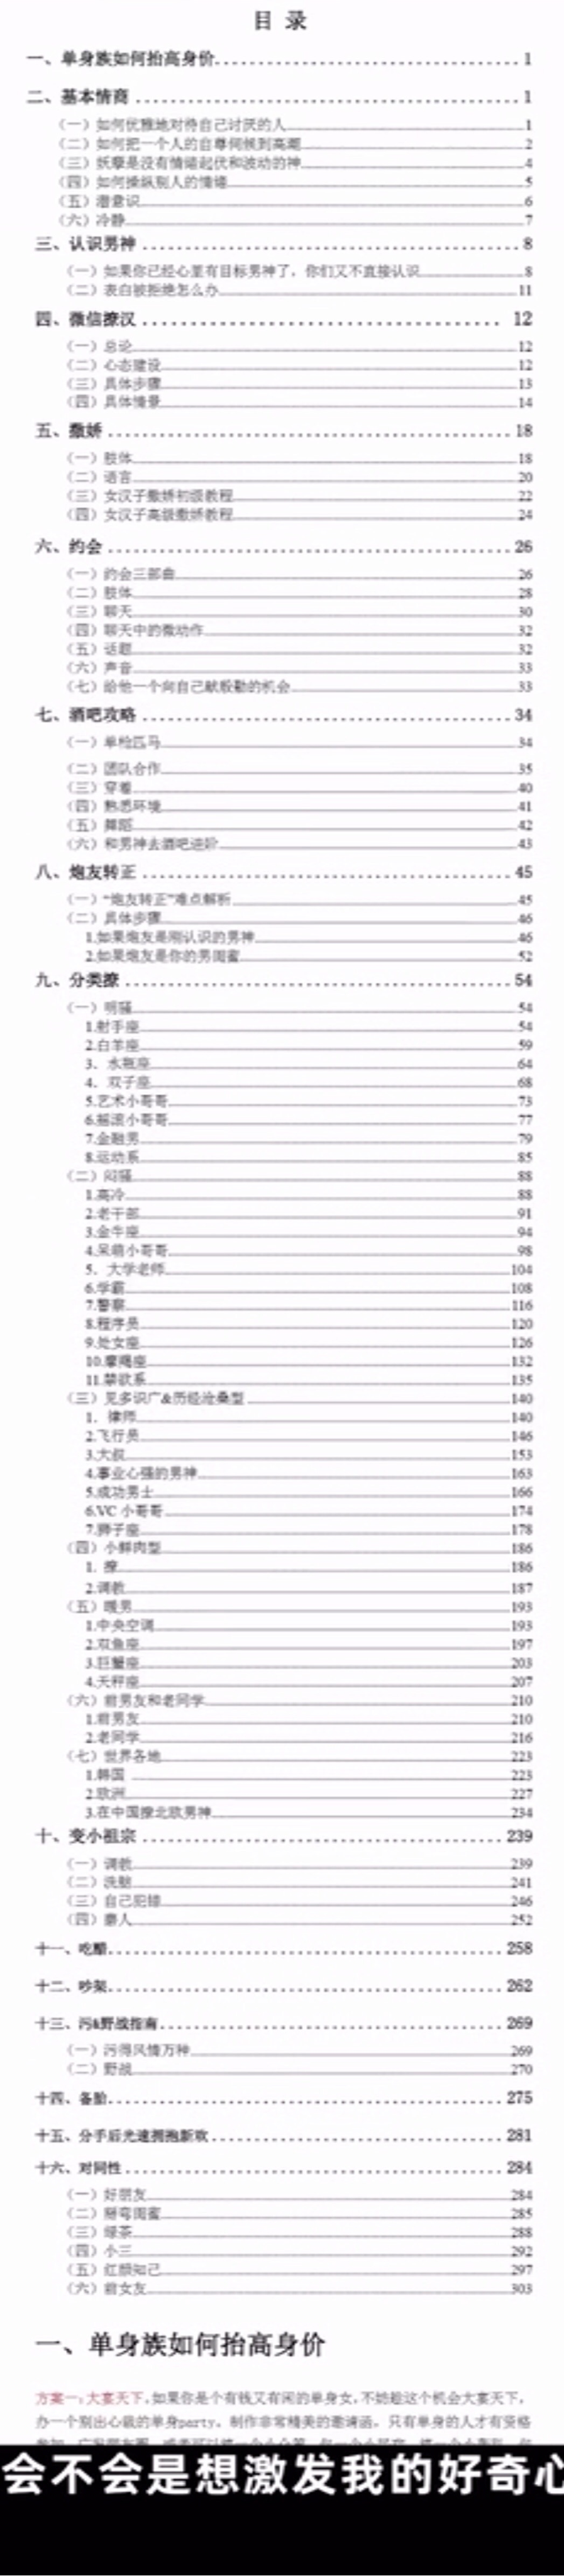 目 录
一、单身族如何抬高身价 1
二、基本情商 1
（一）如何优雅地对待自己讨厌的人 1
（二）如何把一个人的自尊伺候到高潮 2
（三）妖孽是没有情绪起伏和波动的神 4
（四）如何操纵别人的情绪 5
（五）潜意识 6
（六）冷静 7
三、认识男神 8
（一）如果你已经心里有目标男神了，你们又不直接认识 8
（二）表白被拒绝怎么办 11
四、微信撩汉 12
（一）总论 12
（二）心态建设 12
（三）具体步骤 13
（四）具体情景 14
五、撒娇 18
（一）肢体 18
（二）语言 20
（三）女汉子撒娇初级教程 22
（四）女汉子高级撒娇教程 24
六、约会 26
（一）约会三部曲 26
（二）肢体 28
（三）聊天 30
（四）聊天中的微动作 32
（五）话题 32
（六）声音 33
（七）给他一个向自己献殷勤的机会 33
七、酒吧攻略 34
（一）单枪匹马 34
（二）团队合作 35
（三）穿着 40
（四）熟悉环境 41
（五）舞蹈 42
（六）和男神去酒吧进阶 43
八、炮友转正 45
（一）“炮友转正”难点解析 45
（二）具体步骤 46
1.如果炮友是刚认识的男神 46
2.如果炮友是你的男闺蜜 52
九、分类撩 54
（一）明骚 54
1.射手座 54
2.白羊座 59
3. 水瓶座 64
4. 双子座 68
5.艺术小哥哥 73
6.摇滚小哥哥 77
7.金融男 79
8.运动系 85
（二）闷骚 88
1.高冷 88
2.老干部 91
3.金牛座 94
4.呆萌小哥哥 98
5. 大学老师 104
6.学霸 108
7.警察 116
8.程序员 120
9.处女座 126
10.摩羯座 132
11.禁欲系 135
（三）见多识广&历经沧桑型 140
1. 律师 140
2.飞行员 146
3.大叔 153
4.事业心强的男神 163
5.成功男士 166
6.VC 小哥哥 174
7.狮子座 178
（四）小鲜肉型 186
1. 撩 186
2.调教 187
（五）暖男 193
1.中央空调 193
2.双鱼座 197
3.巨蟹座 203
4.天秤座 207
（六）前男友和老同学 210
1.前男友 210
2.老同学 216
（七）世界各地 223
1.韩国 223
2.欧洲 227
3.在中国撩北欧男神 234
十、变小祖宗 239
（一）调教 239
（二）洗脑 241
（三）自己犯错 246
（四）磨人 252
十一、吃醋 258
十二、吵架 262
十三、污&野战指南 269
（一）污得风情万种 269
（二）野战 270
十四、备胎 275
十五、分手后光速拥抱新欢 281
十六、对同性 284
（一）好朋友 284
（二）掰弯闺蜜 285
（三）绿茶 288
（四）小三 292
（五）红颜知己 297
（六）前女友 303
一、单身族如何抬高身价
方案一：大宴天下。如果你是个有钱又有闲的单身女，不妨趁这个机会大宴天下，
办一个别出心裁的单身party。制作非常精美的邀请函。只有单身的人才有资格
会不会是想激发我的好奇心